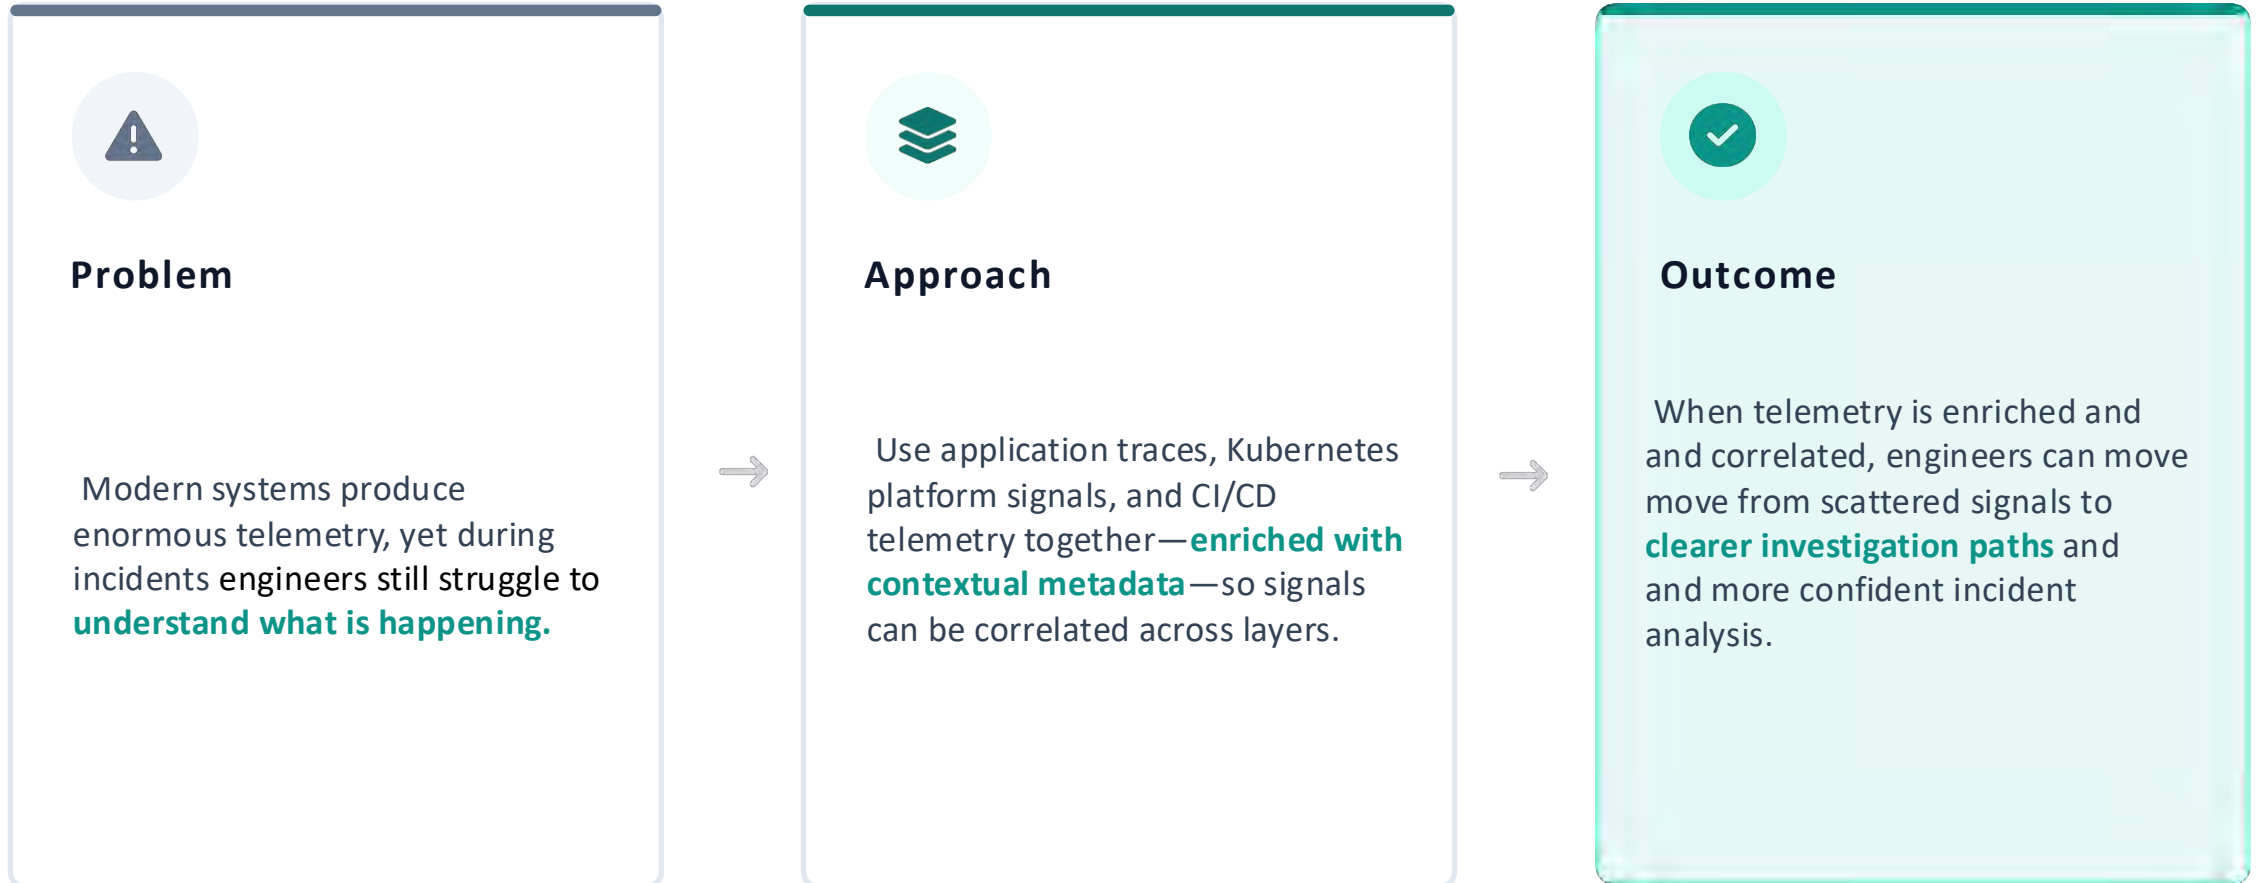 Problem
Modern systems produce
enormous telemetry, yet during
incidents engineers still struggle to
understand what is happening.
Approach
Use application traces, Kubernetes
platform signals, and CI/CD
telemetry together—enriched with
contextual metadata—so signals
can be correlated across layers.
Outcome
When telemetry is enriched and
and correlated, engineers can move
move from scattered signals to
clearer investigation paths and
and more confident incident
analysis.